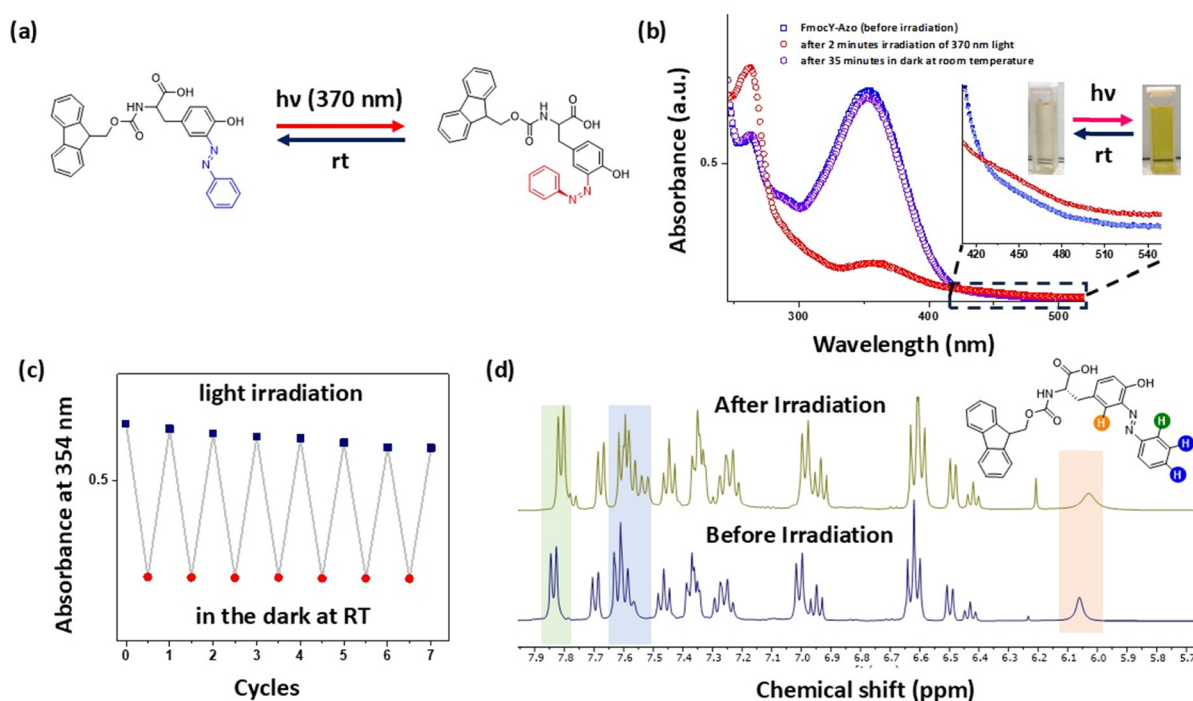 (a)
hν (370 nm)
rt
OH
H
N
O
O
O
OH
N
N
H
N
O
O
O
OH
OH
N
N
(b)
FmocY-Azo (before irradiation)
after 2 minutes irradiation of 370 nm light
after 35 minutes in dark at room temperature
Absorbance (a.u.)
0.5
300
400
500
Wavelength (nm)
420
450
480
510
540
hν
rt
(c)
light irradiation
in the dark at RT
Absorbance at 354 nm
0.5
0
1
2
3
4
5
6
7
Cycles
(d)
After Irradiation
Before Irradiation
OH
O
H
N
O
O
OH
N
N
H
H
H
H
7.9
7.8
7.7
7.6
7.5
7.4
7.3
7.2
7.1
7.0
6.9
6.8
6.7
6.6
6.5
6.4
6.3
6.2
6.1
6.0
5.9
5.8
5.7
Chemical shift (ppm)